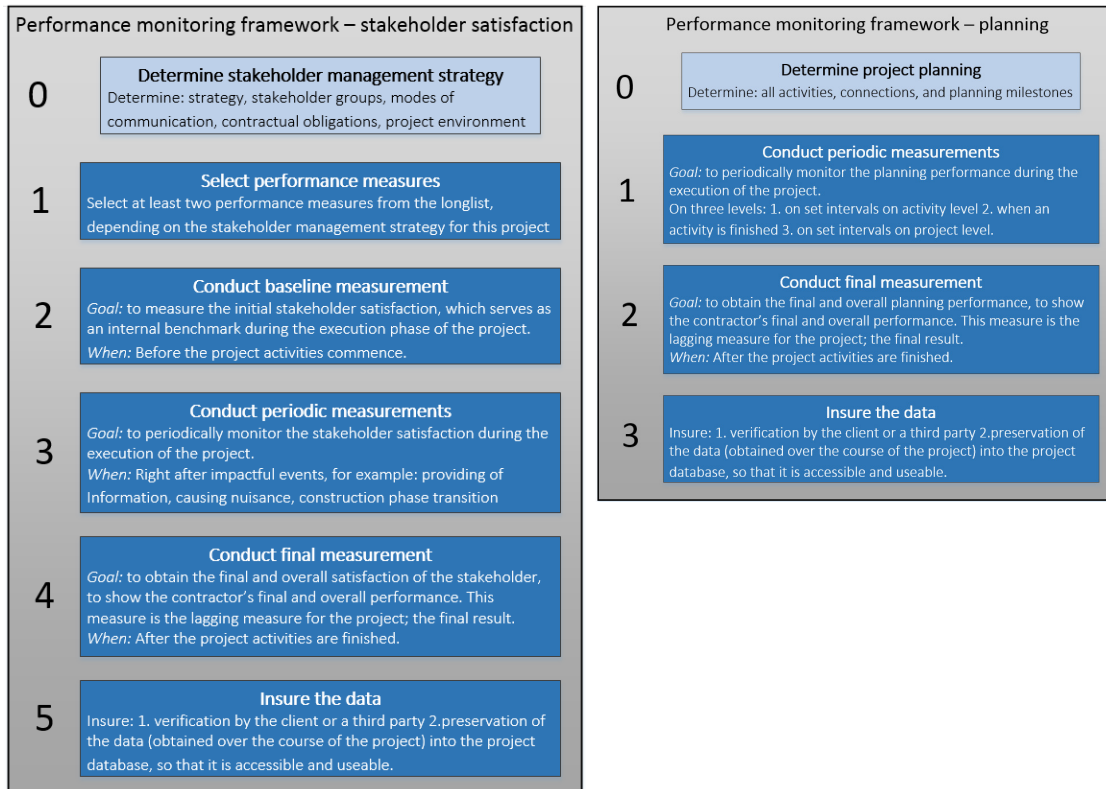 Performance monitoring framework – stakeholder satisfaction
0
Determine stakeholder management strategy
Determine: strategy, stakeholder groups, modes of
communication, contractual obligations, project environment
1
Select performance measures
Select at least two performance measures from the longlist,
depending on the stakeholder management strategy for this project
2
Conduct baseline measurement
Goal: to measure the initial stakeholder satisfaction, which serves as
an internal benchmark during the execution phase of the project.
When: Before the project activities commence.
3
Conduct periodic measurements
Goal: to periodically monitor the stakeholder satisfaction during the
execution of the project.
When: Right after impactful events, for example: providing of
Information, causing nuisance, construction phase transition
4
Conduct final measurement
Goal: to obtain the final and overall satisfaction of the stakeholder,
to show the contractor's final and overall performance. This
measure is the lagging measure for the project; the final result.
When: After the project activities are finished.
5
Insure the data
Insure: 1. verification by the client or a third party 2.preservation of
the data (obtained over the course of the project) into the project
database, so that it is accessible and useable.
Performance monitoring framework – planning
0
Determine project planning
Determine: all activities, connections, and planning milestones
1
Conduct periodic measurements
Goal: to periodically monitor the planning performance during the
execution of the project.
On three levels: 1. on set intervals on activity level 2. when an
activity is finished 3. on set intervals on project level.
2
Conduct final measurement
Goal: to obtain the final and overall planning performance, to show
the contractor's final and overall performance. This measure is the
lagging measure for the project; the final result.
When: After the project activities are finished.
3
Insure the data
Insure: 1. verification by the client or a third party 2.preservation of
the data (obtained over the course of the project) into the project
database, so that it is accessible and useable.